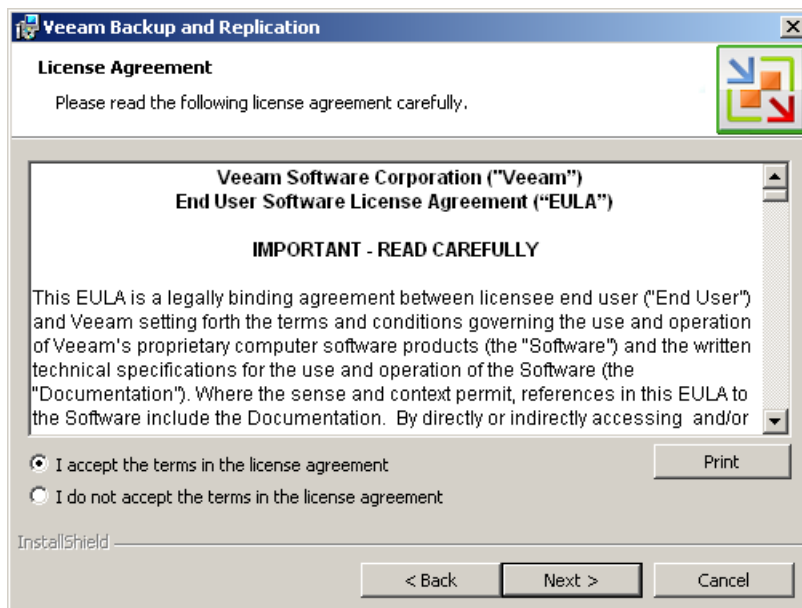 Veeam Backup and Replication
License Agreement
Please read the following license agreement carefully.
Veeam Software Corporation ("Veeam")
End User Software License Agreement (“EULA”)
IMPORTANT - READ CAREFULLY
This EULA is a legally binding agreement between licensee end user ("End User")
and Veeam setting forth the terms and conditions governing the use and operation
of Veeam's proprietary computer software products (the "Software") and the written
technical specifications for the use and operation of the Software (the
"Documentation"). Where the sense and context permit, references in this EULA to
the Software include the Documentation.  By directly or indirectly accessing  and/or
I accept the terms in the license agreement
Print
I do not accept the terms in the license agreement
InstallShield
< Back
Next >
Cancel